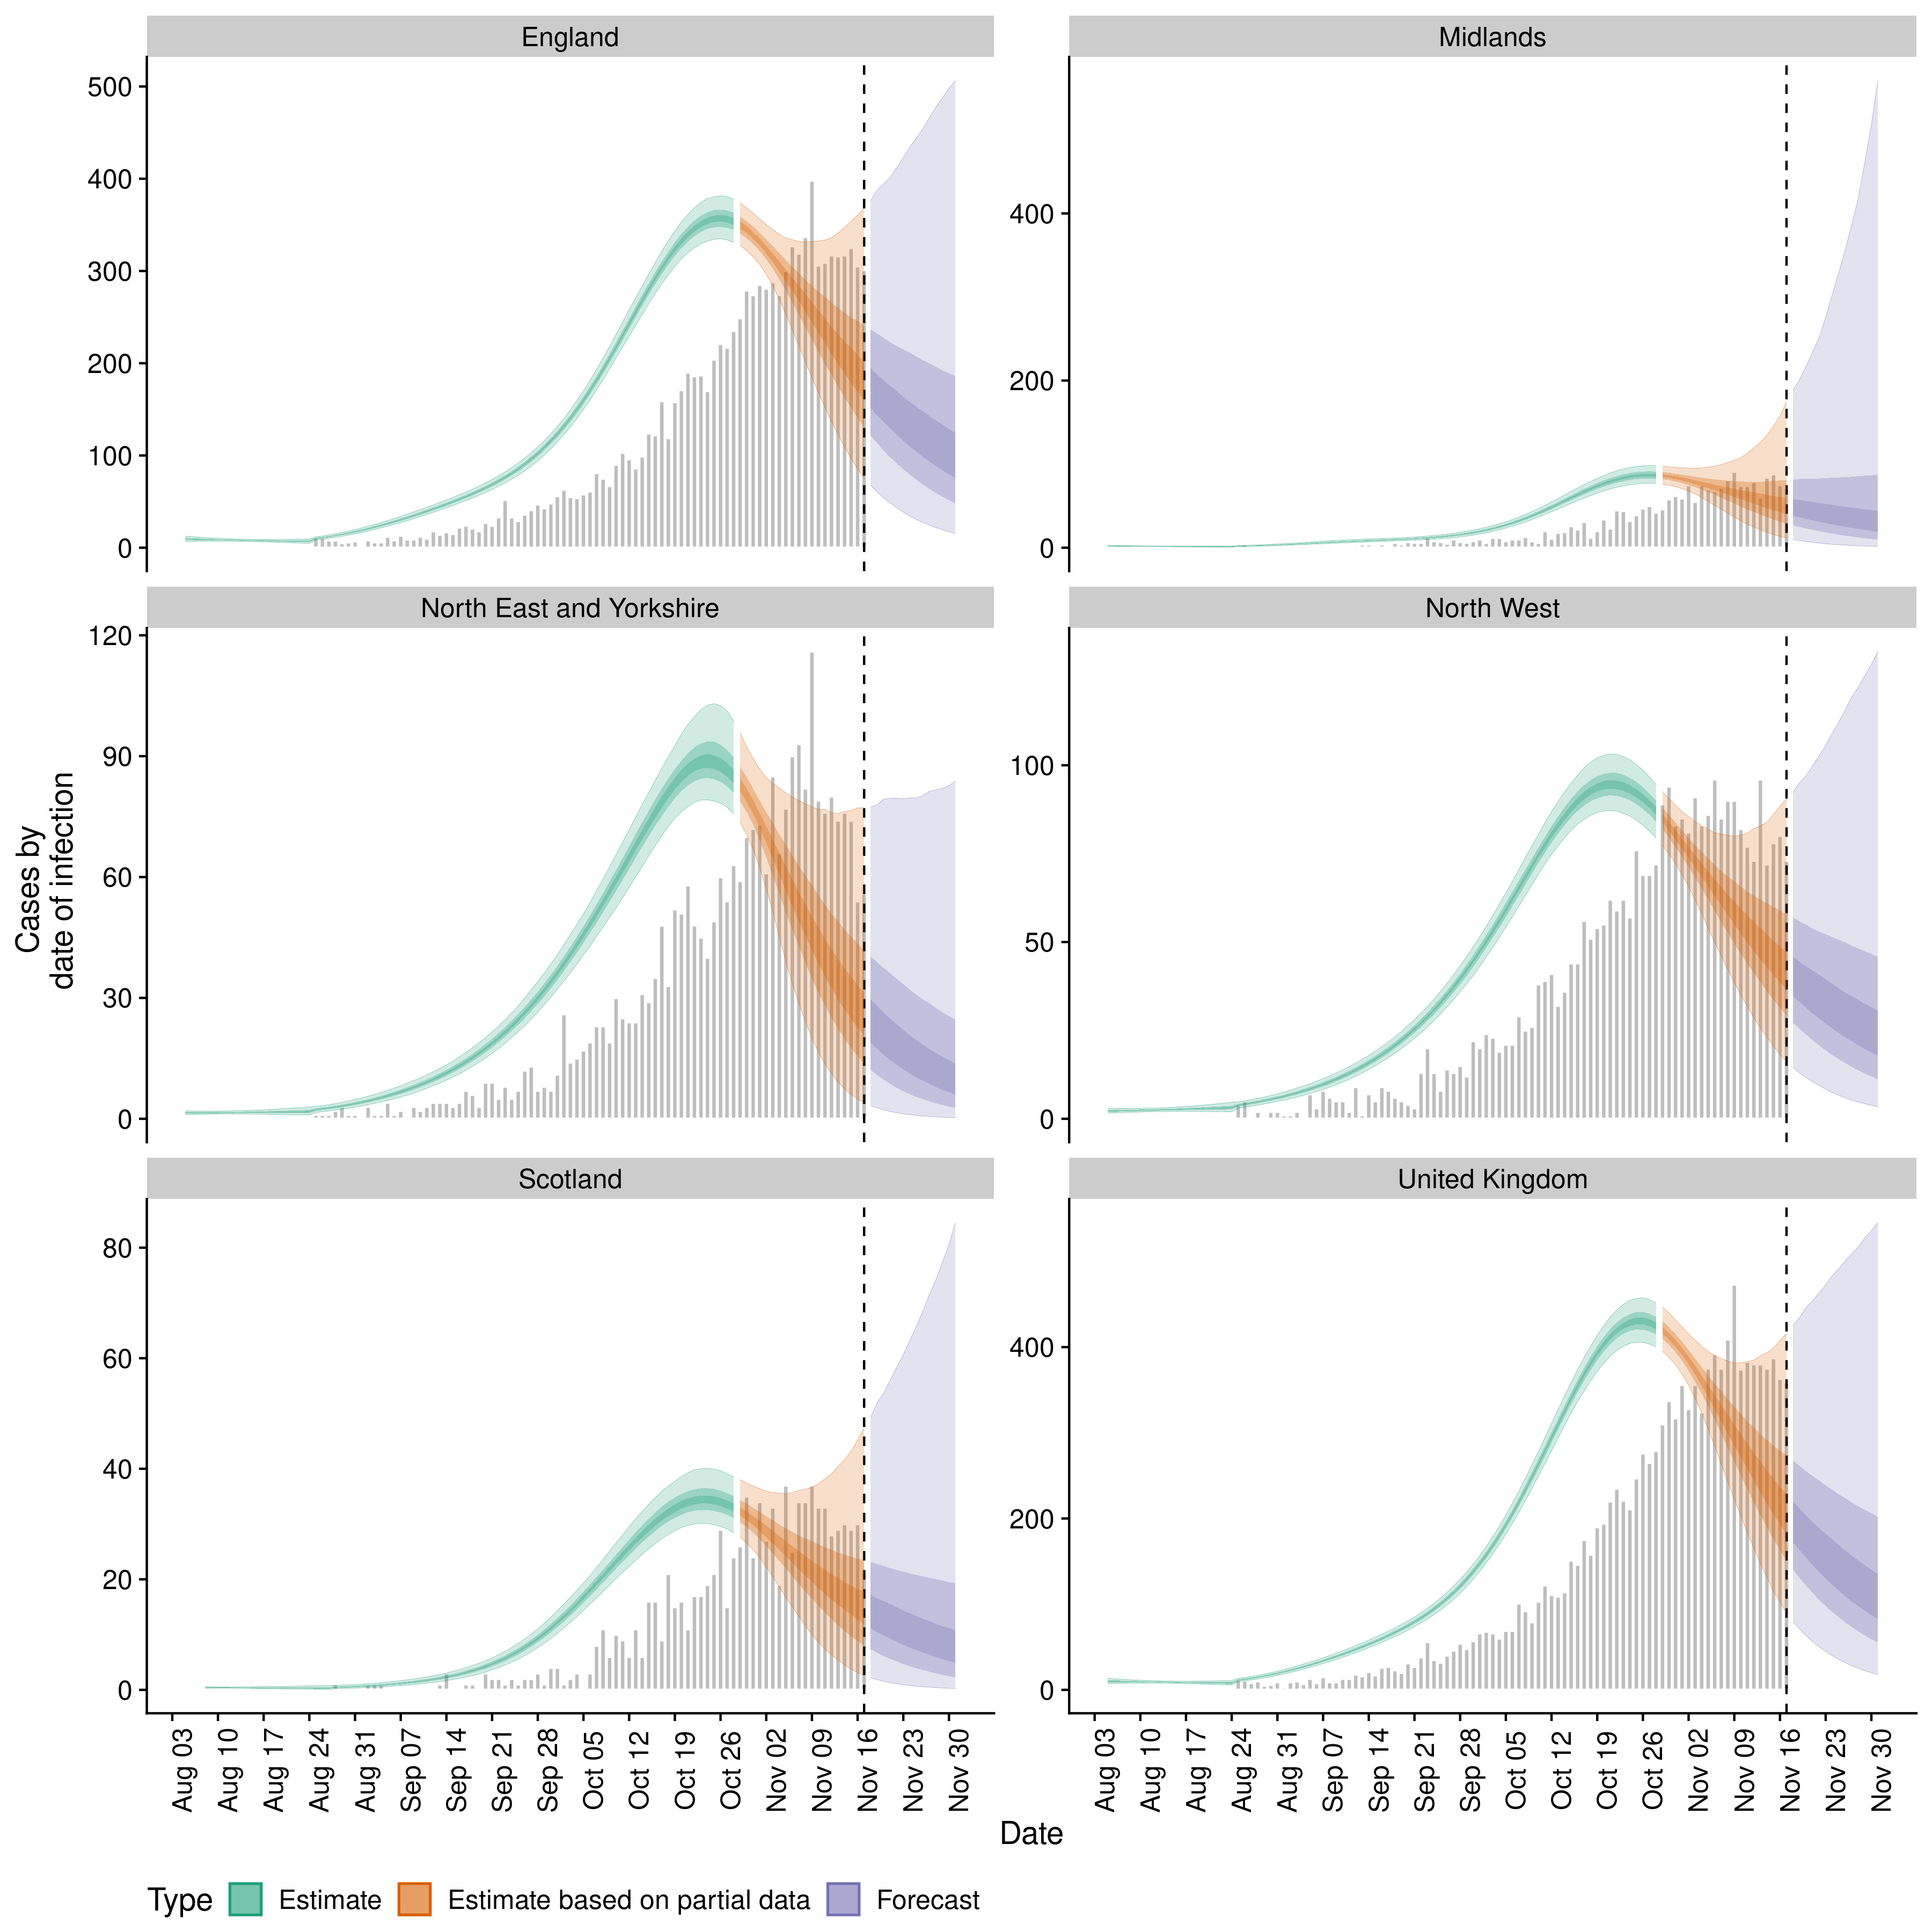 England
Midlands
500
400
300
200
100
0
400
200
0
North East and Yorkshire
North West
120
90
60
30
0
100
50
0
Scotland
United Kingdom
80
60
40
20
0
400
200
0
Cases by
date of infection
Aug 03
Aug 10
Aug 17
Aug 24
Aug 31
Sep 07
Sep 14
Sep 21
Sep 28
Oct 05
Oct 12
Oct 19
Oct 26
Nov 02
Nov 09
Nov 16
Nov 23
Nov 30
Aug 03
Aug 10
Aug 17
Aug 24
Aug 31
Sep 07
Sep 14
Sep 21
Sep 28
Oct 05
Oct 12
Oct 19
Oct 26
Nov 02
Nov 09
Nov 16
Nov 23
Nov 30
Date
Type Estimate Estimate based on partial data Forecast